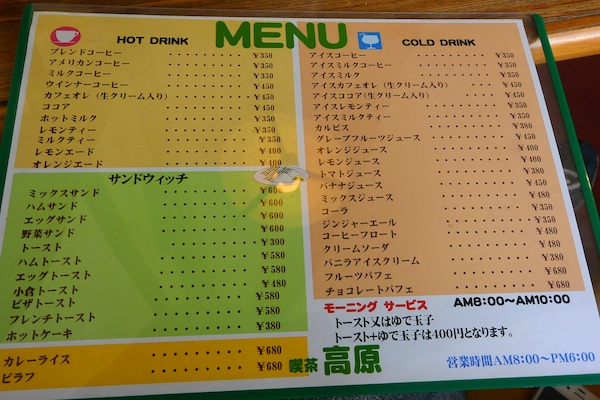 MENU
HOT DRINK
ブレンドコーヒー ¥350
アメリカンコーヒー ¥350
ミルクコーヒー ¥350
ウインナーコーヒー ¥450
カフェオレ(生クリーム入り) ¥450
ココア ¥450
ホットミルク ¥350
レモンティー ¥350
ミルクティー ¥350
レモンエード ¥400
オレンジエード ¥400
サンドウィッチ
ミックスサンド ¥600
ハムサンド ¥600
エッグサンド ¥600
野菜サンド ¥600
トースト ¥300
ハムトースト ¥580
エッグトースト ¥580
小倉トースト ¥480
ピザトースト ¥580
フレンチトースト ¥580
ホットケーキ ¥380
カレーライス ¥680
ピラフ ¥680
COLD DRINK
アイスコーヒー ¥350
アイスミルクコーヒー ¥350
アイスミルク ¥350
アイスカフェオレ(生クリーム入り) ¥450
アイスココア(生クリーム入り) ¥450
アイスレモンティー ¥350
アイスミルクティー ¥350
カルピス ¥350
グレープフルーツジュース ¥450
オレンジジュース ¥400
レモンジュース ¥400
トマトジュース ¥380
バナナジュース ¥450
ミックスジュース ¥480
コーラ ¥350
ジンジャーエール ¥350
コーヒーフロート ¥480
クリームソーダ ¥480
バニラアイスクリーム ¥380
フルーツパフェ ¥680
チョコレートパフェ ¥680
モーニング サービス AM8:00〜AM10:00
トースト又はゆで玉子
トースト+ゆで玉子は400円となります。
喫茶 高原
営業時間AM8:00〜PM6:00